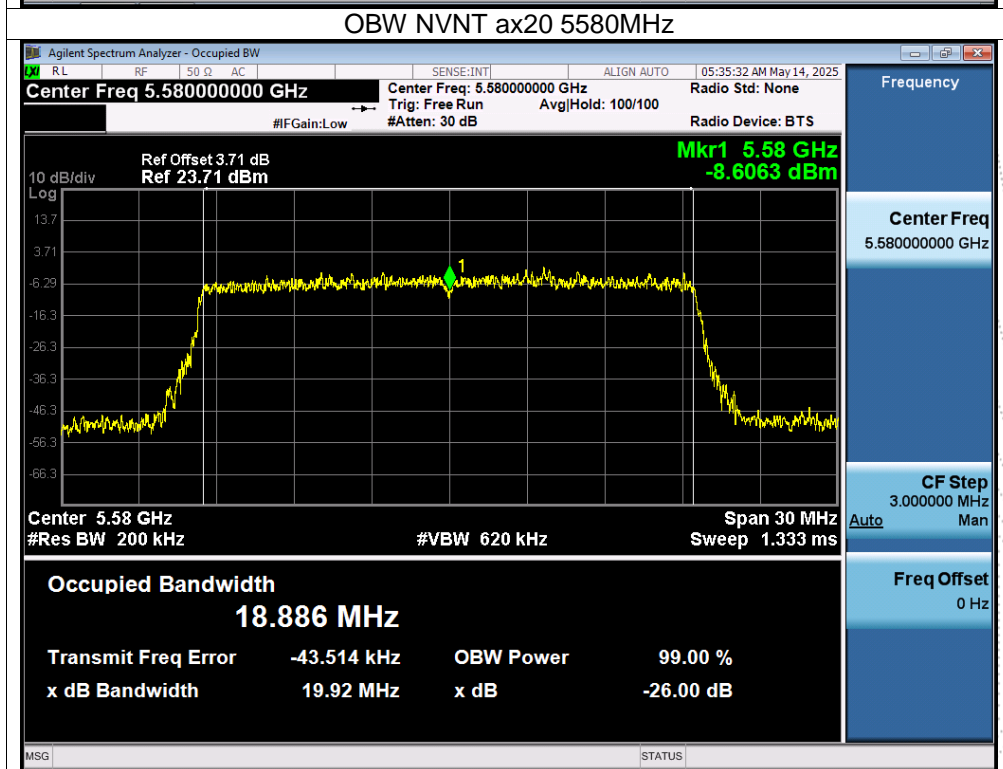 OBW NVNT ax20 5580MHz
Agilent Spectrum Analyzer - Occupied BW
LXI RL RF 50 Ω AC SENSE:INT ALIGN AUTO 05:35:32 AM May 14, 2025
Center Freq 5.580000000 GHz
Center Freq: 5.580000000 GHz
Radio Std: None
Trig: Free Run Avg|Hold: 100/100
#IFGain:Low #Atten: 30 dB Radio Device: BTS
Mkr1 5.58 GHz
-8.6063 dBm
Ref Offset 3.71 dB
10 dB/div Ref 23.71 dBm
Log
13.7
3.71
-6.29
-16.3
-26.3
-36.3
-46.3
-56.3
-66.3
1
Center 5.58 GHz Span 30 MHz
#Res BW 200 kHz #VBW 620 kHz Sweep 1.333 ms
Occupied Bandwidth
18.886 MHz
Transmit Freq Error -43.514 kHz OBW Power 99.00 %
x dB Bandwidth 19.92 MHz x dB -26.00 dB
MSG STATUS
Frequency
Center Freq
5.580000000 GHz
CF Step
3.000000 MHz
Auto Man
Freq Offset
0 Hz